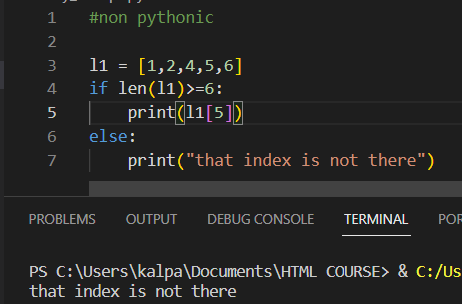 1 #non pythonic
2
3 l1 = [1,2,4,5,6]
4 if len(l1)>=6:
5     print(l1[5])
6 else:
7     print("that index is not there")
PROBLEMS OUTPUT DEBUG CONSOLE TERMINAL POR
PS C:\Users\kalpa\Documents\HTML COURSE> & C:/Us
that index is not there